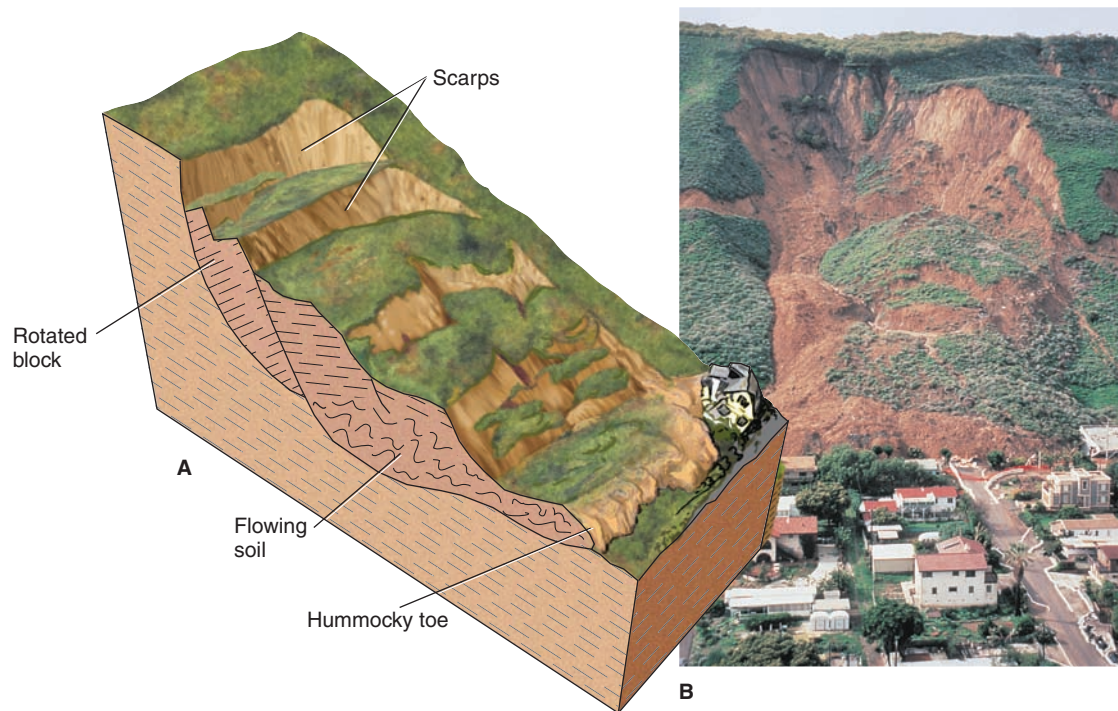 Scarps
Rotated
block
A
Flowing
soil
Hummocky toe
B